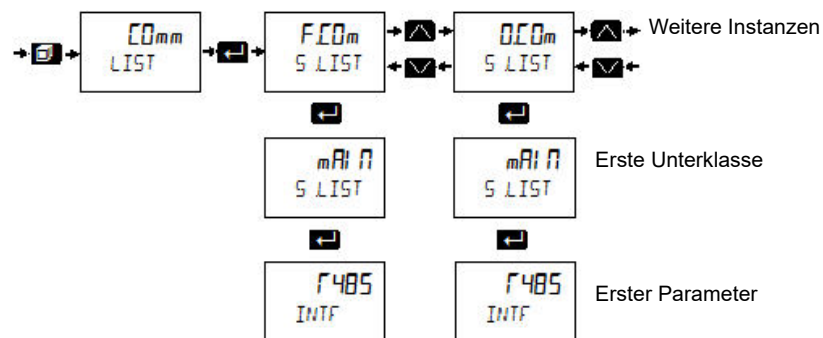 COmm
LIST
F.COm
S.LIST
O.COm
S.LIST
Weitere Instanzen
mAIN
S.LIST
mAIN
S.LIST
Erste Unterklasse
r485
INTF
r485
INTF
Erster Parameter